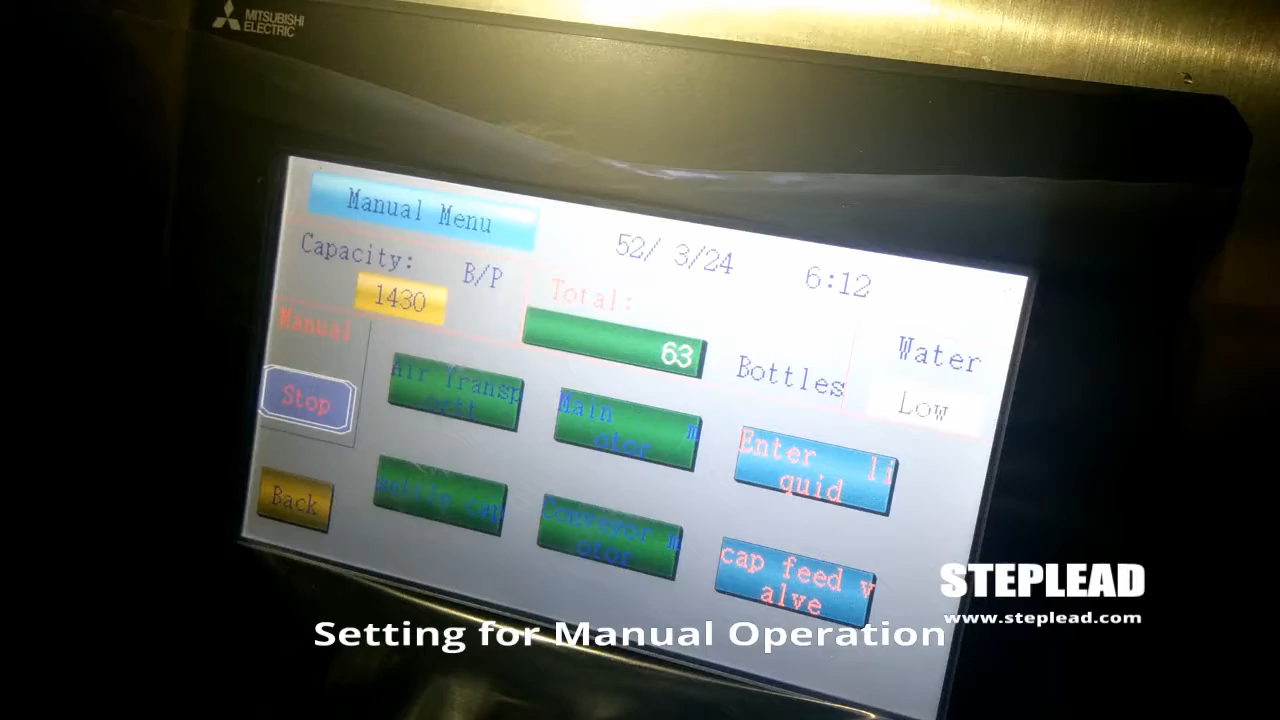 MITSUBISHI
ELECTRIC
Manual Menu
52/ 3/24
6:12
Capacity:
B/P
1430
Total:
63
Bottles
Water
Low
Manual
Stop
Back
Air Transp
Main m
otor
Enter li
quid
cap
Conveyor m
otor
cap feed v
alve
STEPLEAD
www.steplead.com
Setting for Manual Operation